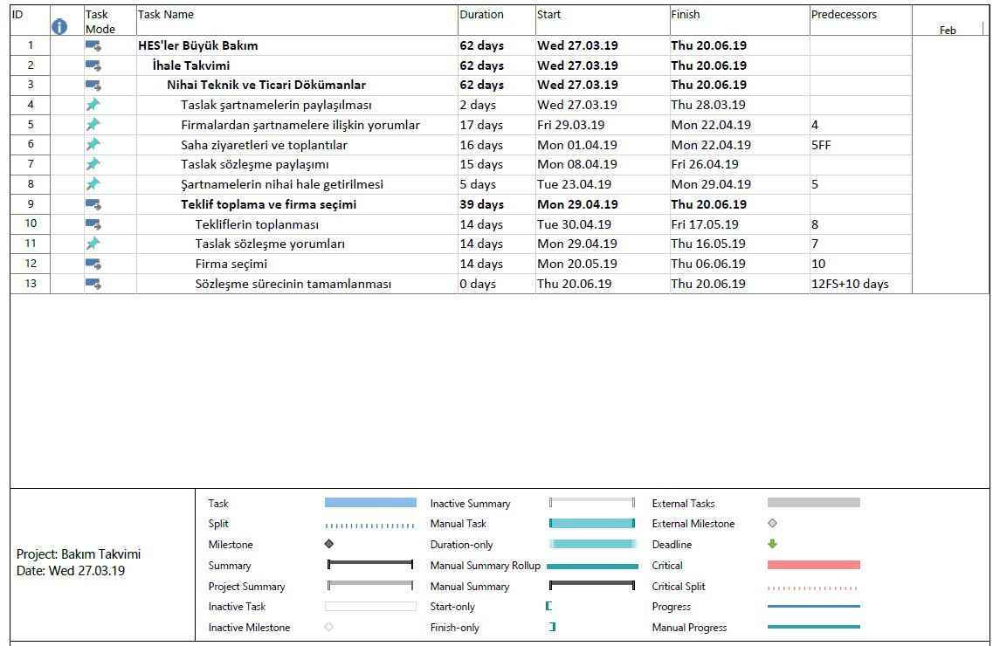 ID Task Mode Task Name Duration Start Finish Predecessors Feb
1 HES'ler Büyük Bakım 62 days Wed 27.03.19 Thu 20.06.19
2 İhale Takvimi 62 days Wed 27.03.19 Thu 20.06.19
3 Nihai Teknik ve Ticari Dökümanlar 62 days Wed 27.03.19 Thu 20.06.19
4 Taslak şartnamelerin paylaşılması 2 days Wed 27.03.19 Thu 28.03.19
5 Firmalardan şartnamelere ilişkin yorumlar 17 days Fri 29.03.19 Mon 22.04.19 4
6 Saha ziyaretleri ve toplantılar 16 days Mon 01.04.19 Mon 22.04.19 5FF
7 Taslak sözleşme paylaşımı 15 days Mon 08.04.19 Fri 26.04.19
8 Şartnamelerin nihai hale getirilmesi 5 days Tue 23.04.19 Mon 29.04.19 5
9 Teklif toplama ve firma seçimi 39 days Mon 29.04.19 Thu 20.06.19
10 Tekliflerin toplanması 14 days Tue 30.04.19 Fri 17.05.19 8
11 Taslak sözleşme yorumları 14 days Mon 29.04.19 Thu 16.05.19 7
12 Firma seçimi 14 days Mon 20.05.19 Thu 06.06.19 10
13 Sözleşme sürecinin tamamlanması 0 days Thu 20.06.19 Thu 20.06.19 12FS+10 days
Project: Bakım Takvimi
Date: Wed 27.03.19
Task Inactive Summary External Tasks
Split Manual Task External Milestone
Milestone Duration-only Deadline
Summary Manual Summary Rollup Critical
Project Summary Manual Summary Critical Split
Inactive Task Start-only Progress
Inactive Milestone Finish-only Manual Progress